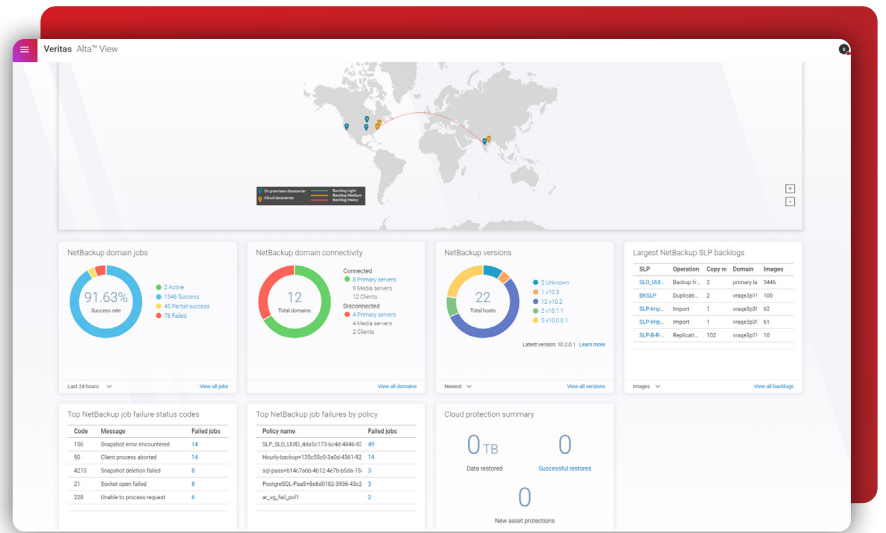 Veritas Alta™ View
On premises datacenter
Cloud datacenter
Backlog Light
Backlog Medium
Backlog Heavy
+
-
NetBackup domain jobs
91.63%
Success rate
2 Active
1346 Success
45 Partial success
78 Failed
Last 24 hours
View all jobs
NetBackup domain connectivity
12
Total domains
Connected
8 Primary servers
9 Media servers
12 Clients
Disconnected
4 Primary servers
4 Media servers
2 Clients
View all domains
NetBackup versions
22
Total hosts
2 Unknown
1 v10.3
12 v10.2
2 v10.1.1
5 v10.0.0.1
Latest version: 10.2.0.1 Learn more
Newest
View all versions
Largest NetBackup SLP backlogs
SLP Operation Copy n Domain Images
SLO_UUI... Backup fr... 2 primary.la 3446
BKSLP Duplicati... 2 100
SLP-Imp... Import 1 62
SLP-Imp... Import 1 61
SLP-R-R-... Replicati... 102 10
Images
View all backlogs
Top NetBackup job failure status codes
Code Message Failed jobs
156 Snapshot error encountered 14
50 Client process aborted 14
4215 Snapshot deletion failed 8
21 Socket open failed 8
228 Unable to process request 6
Top NetBackup job failures by policy
Policy name Failed jobs
49
14
3
3
ar_vg_fail_pol1 2
Cloud protection summary
0 TB
Data restored
0
Successful restores
0
New asset protections